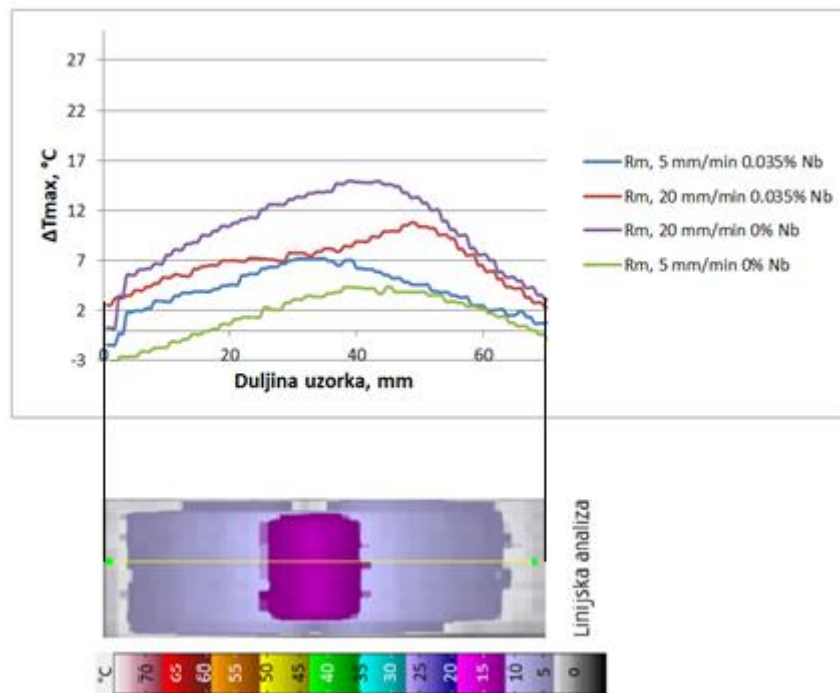 27
22
17
12
7
2
-3
ΔTmax, °C
0
20
40
60
Duljina uzorka, mm
Rm, 5 mm/min 0.035% Nb
Rm, 20 mm/min 0.035% Nb
Rm, 20 mm/min 0% Nb
Rm, 5 mm/min 0% Nb
Linijska analiza
°C 70 65 60 55 50 45 40 35 30 25 20 15 10 5 0